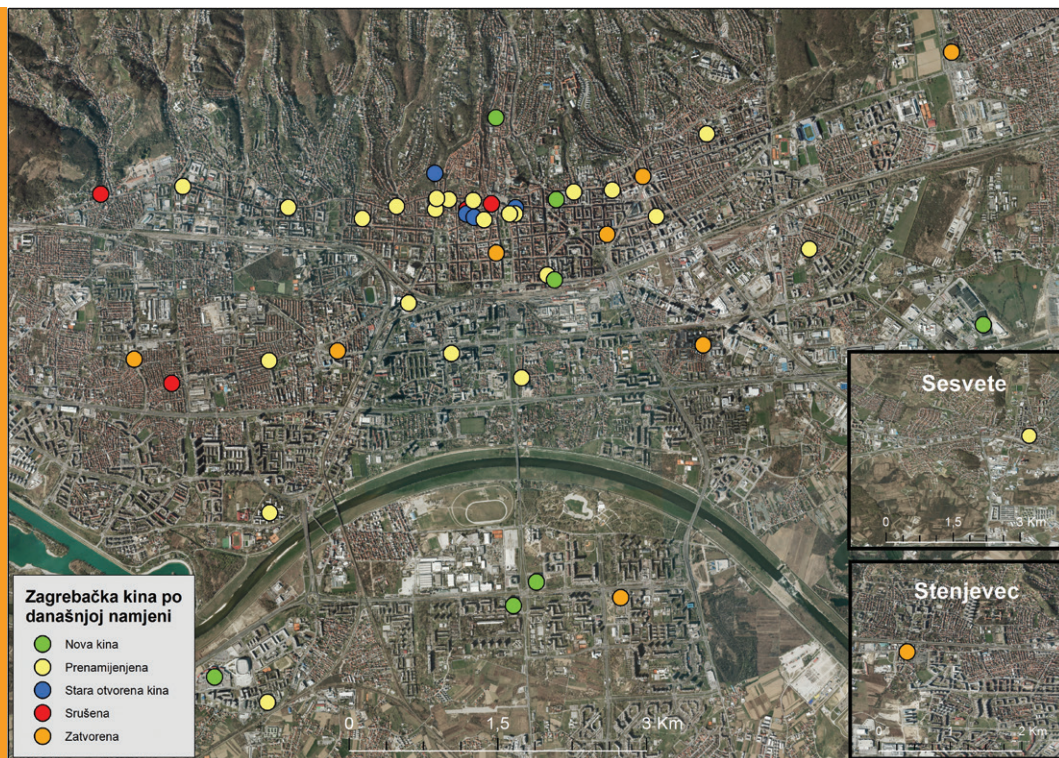 Sesvete
0 1,5 3 Km
Stenjevec
0 2 Km
Zagrebačka kina po
današnjoj namjeni
Nova kina
Prenamijenjena
Stara otvorena kina
Srušena
Zatvorena
0 1,5 3 Km